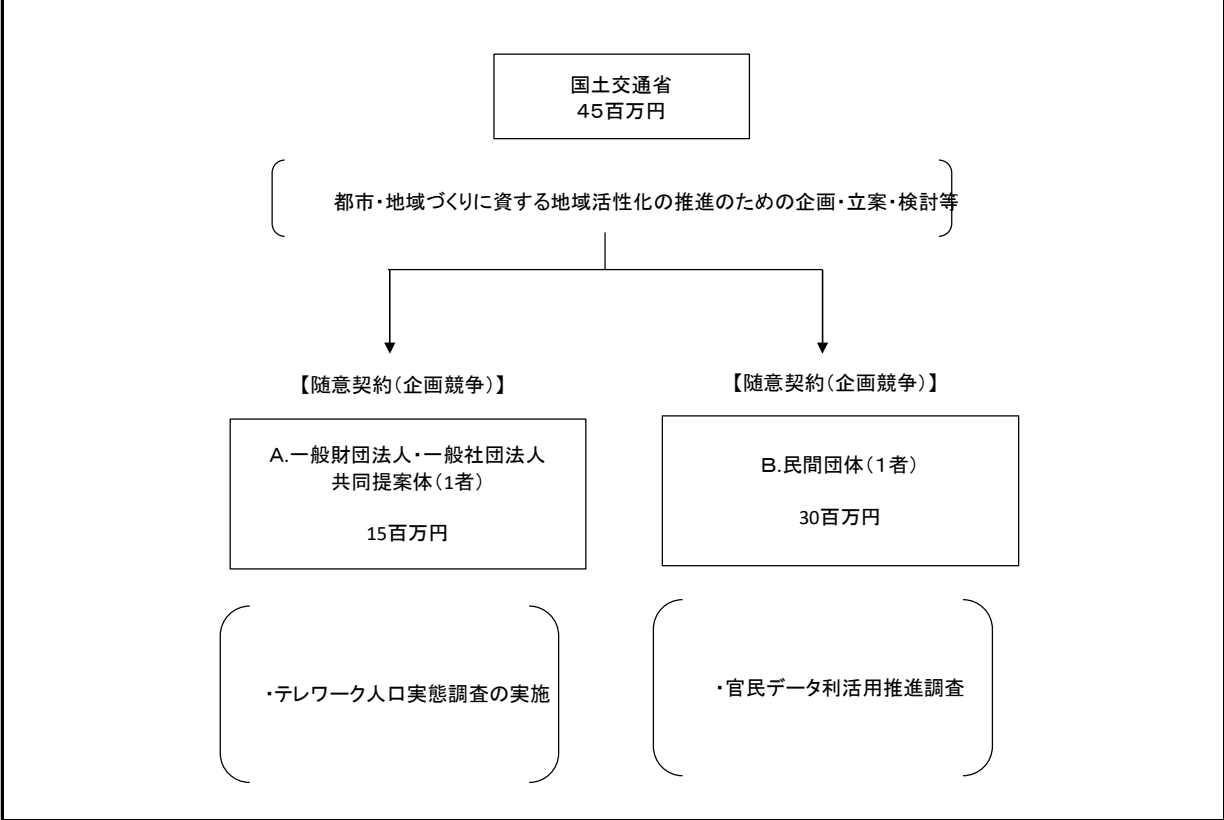 国土交通省
45百万円
都市・地域づくりに資する地域活性化の推進のための企画・立案・検討等
【随意契約（企画競争）】
A.一般財団法人・一般社団法人
共同提案体（1者）
15百万円
・テレワーク人口実態調査の実施
【随意契約（企画競争）】
B.民間団体（１者）
30百万円
・官民データ利活用推進調査